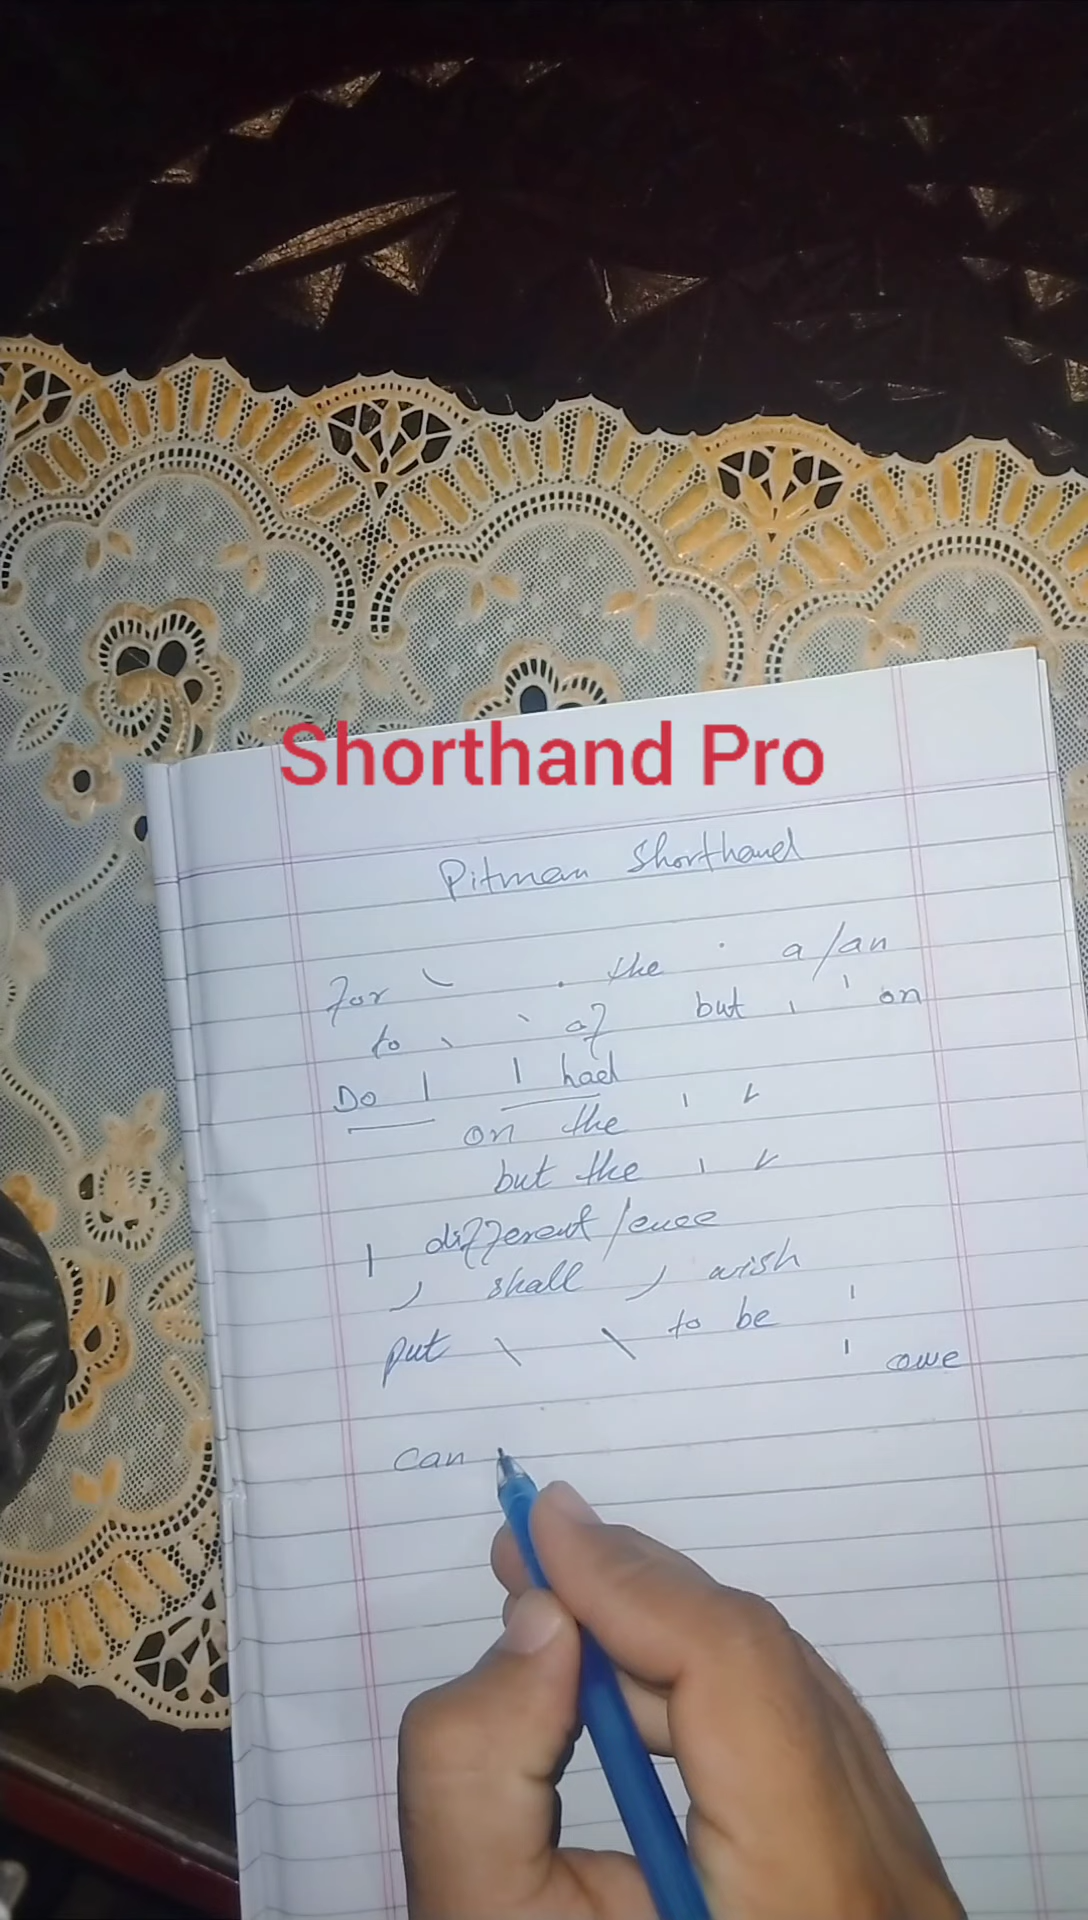 Shorthand Pro
Pitman Shorthand
For the a/an
to of but on
Do had
on the
but the
different/ence
shall wish
put to be
owe
can